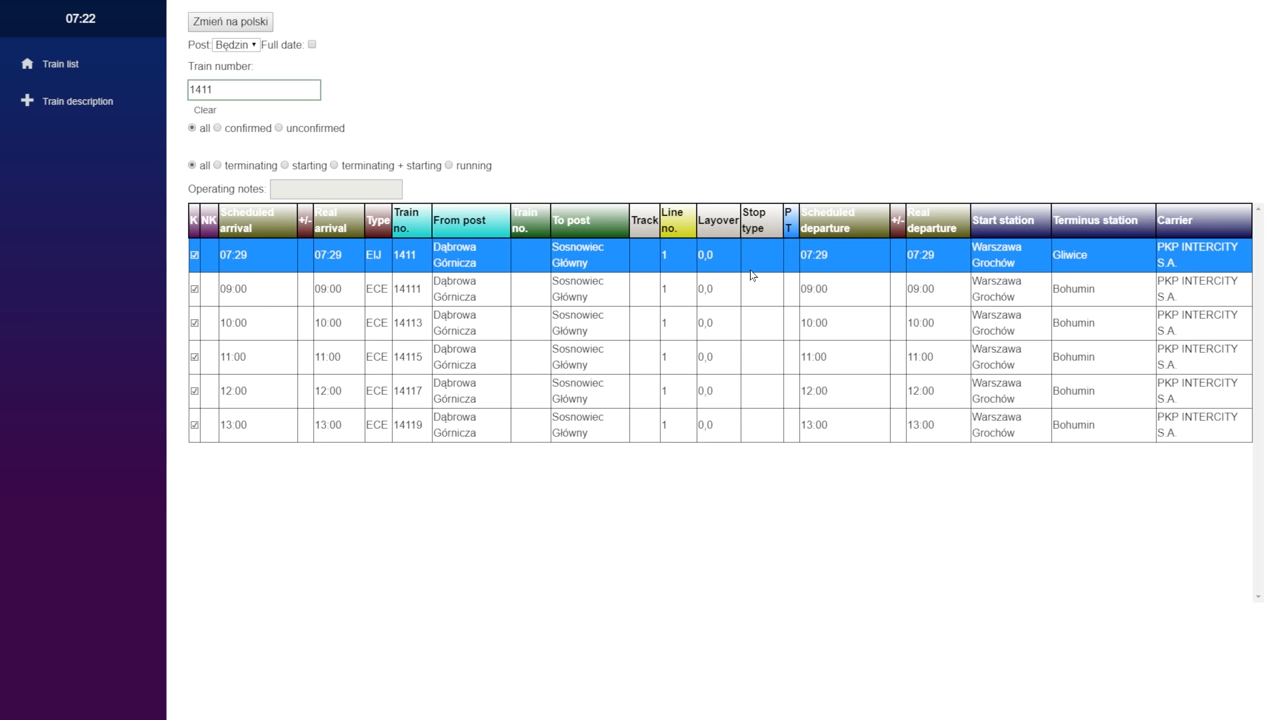 07:22
Train list
Train description
Zmień na polski
Post: Będzin Full date:
Train number:
1411
Clear
all confirmed unconfirmed
all terminating starting terminating + starting running
Operating notes:
K NK Scheduled arrival +/- Real arrival Type Train no. From post Train no. To post Track Line no. Layover Stop type P T Scheduled departure +/- Real departure Start station Terminus station Carrier
07:29 07:29 EIJ 1411 Dąbrowa Górnicza Sosnowiec Główny 1 0,0 07:29 07:29 Warszawa Grochów Gliwice PKP INTERCITY S.A.
09:00 09:00 ECE 14111 Dąbrowa Górnicza Sosnowiec Główny 1 0,0 09:00 09:00 Warszawa Grochów Bohumin PKP INTERCITY S.A.
10:00 10:00 ECE 14113 Dąbrowa Górnicza Sosnowiec Główny 1 0,0 10:00 10:00 Warszawa Grochów Bohumin PKP INTERCITY S.A.
11:00 11:00 ECE 14115 Dąbrowa Górnicza Sosnowiec Główny 1 0,0 11:00 11:00 Warszawa Grochów Bohumin PKP INTERCITY S.A.
12:00 12:00 ECE 14117 Dąbrowa Górnicza Sosnowiec Główny 1 0,0 12:00 12:00 Warszawa Grochów Bohumin PKP INTERCITY S.A.
13:00 13:00 ECE 14119 Dąbrowa Górnicza Sosnowiec Główny 1 0,0 13:00 13:00 Warszawa Grochów Bohumin PKP INTERCITY S.A.